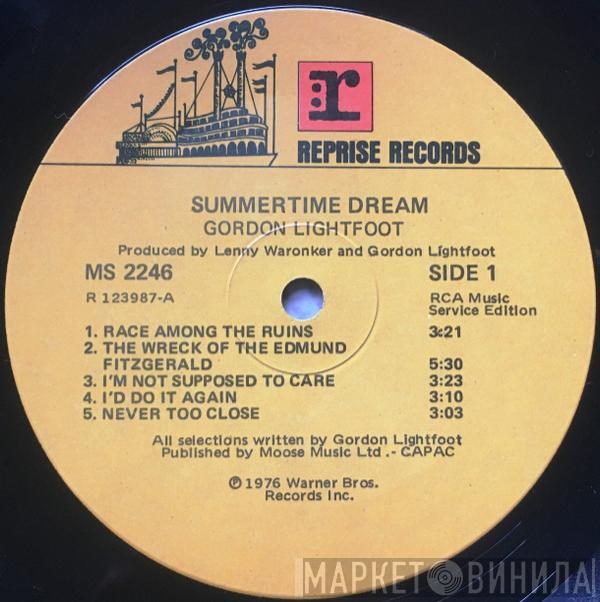 r
REPRISE RECORDS
SUMMERTIME DREAM
GORDON LIGHTFOOT
Produced by Lenny Waronker and Gordon Lightfoot
MS 2246
SIDE 1
R 123987-A
RCA Music
Service Edition
1. RACE AMONG THE RUINS 3:21
2. THE WRECK OF THE EDMUND
FITZGERALD 5:30
3. I'M NOT SUPPOSED TO CARE 3:23
4. I'D DO IT AGAIN 3:10
5. NEVER TOO CLOSE 3:03
All selections written by Gordon Lightfoot
Published by Moose Music Ltd .- CAPAC
℗ 1976 Warner Bros.
Records Inc.
МАРКЕТ ВИНИЛА